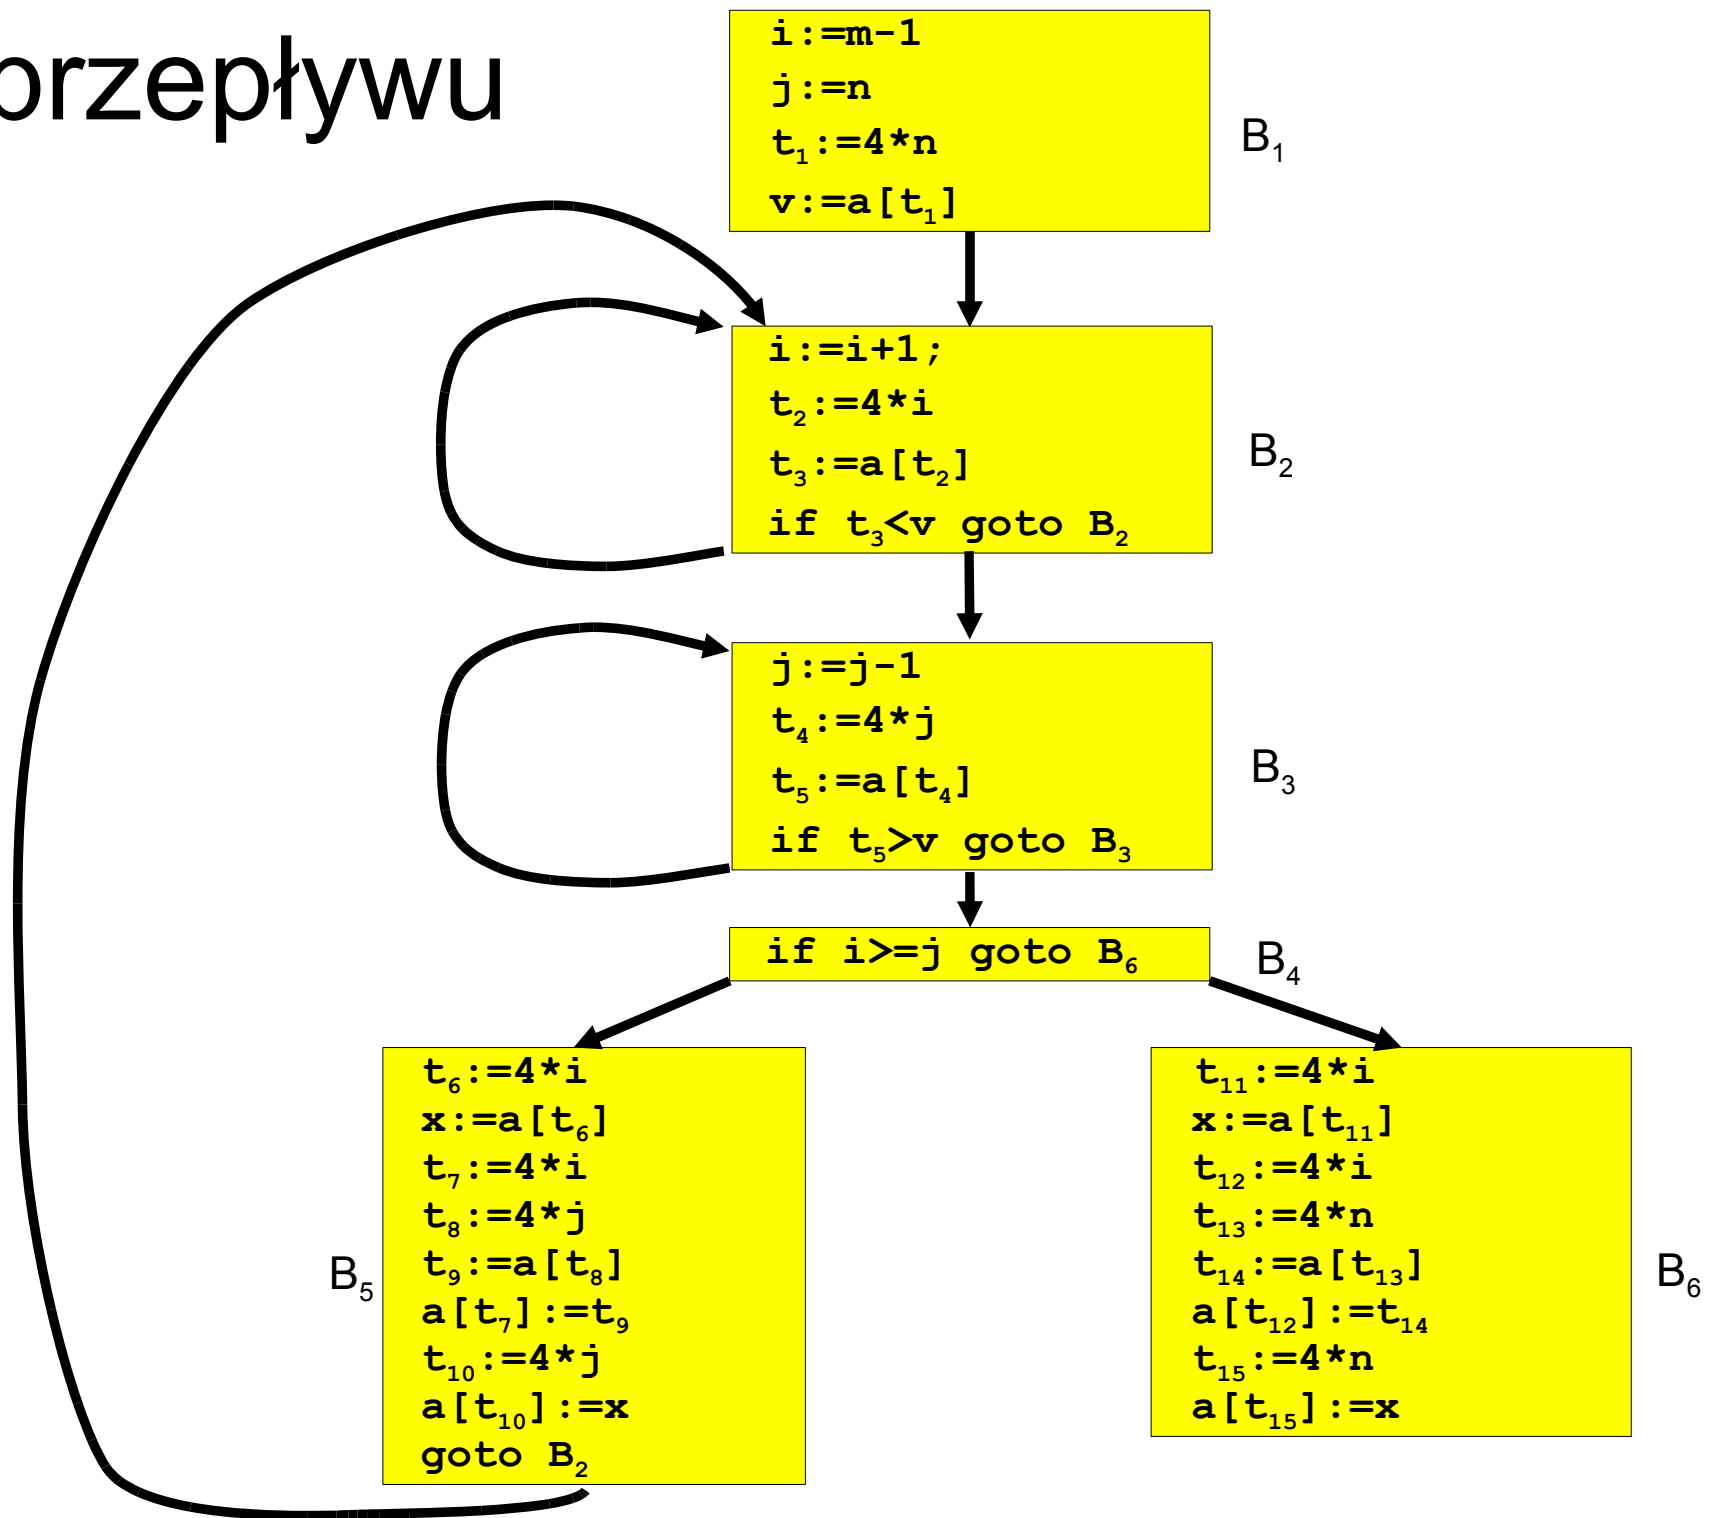 przepływu
i:=m-1
j:=n
t₁:=4*n
v:=a[t₁]
B₁
i:=i+1;
t₂:=4*i
t₃:=a[t₂]
if t₃<v goto B₂
B₂
j:=j-1
t₄:=4*j
t₅:=a[t₄]
if t₅>v goto B₃
B₃
if i>=j goto B₆
B₄
t₆:=4*i
x:=a[t₆]
t₇:=4*i
t₈:=4*j
t₉:=a[t₈]
a[t₇]:=t₉
t₁₀:=4*j
a[t₁₀]:=x
goto B₂
B₅
t₁₁:=4*i
x:=a[t₁₁]
t₁₂:=4*i
t₁₃:=4*n
t₁₄:=a[t₁₃]
a[t₁₂]:=t₁₄
t₁₅:=4*n
a[t₁₅]:=x
B₆